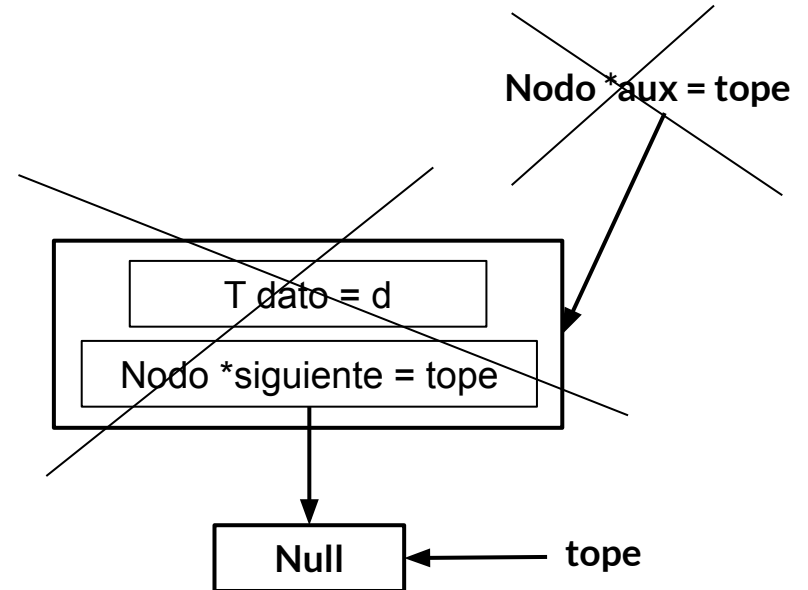 Nodo *aux = tope
T dato = d
Nodo *siguiente = tope
Null
tope